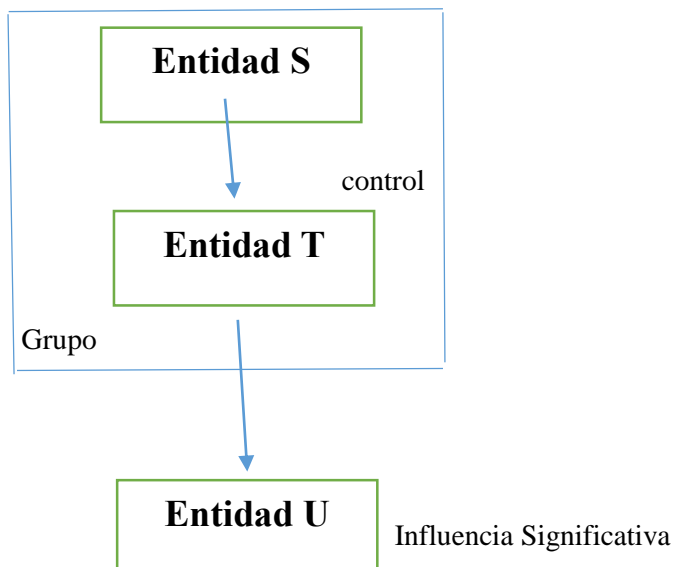 Entidad S
control
Entidad T
Grupo
Entidad U
Influencia Significativa